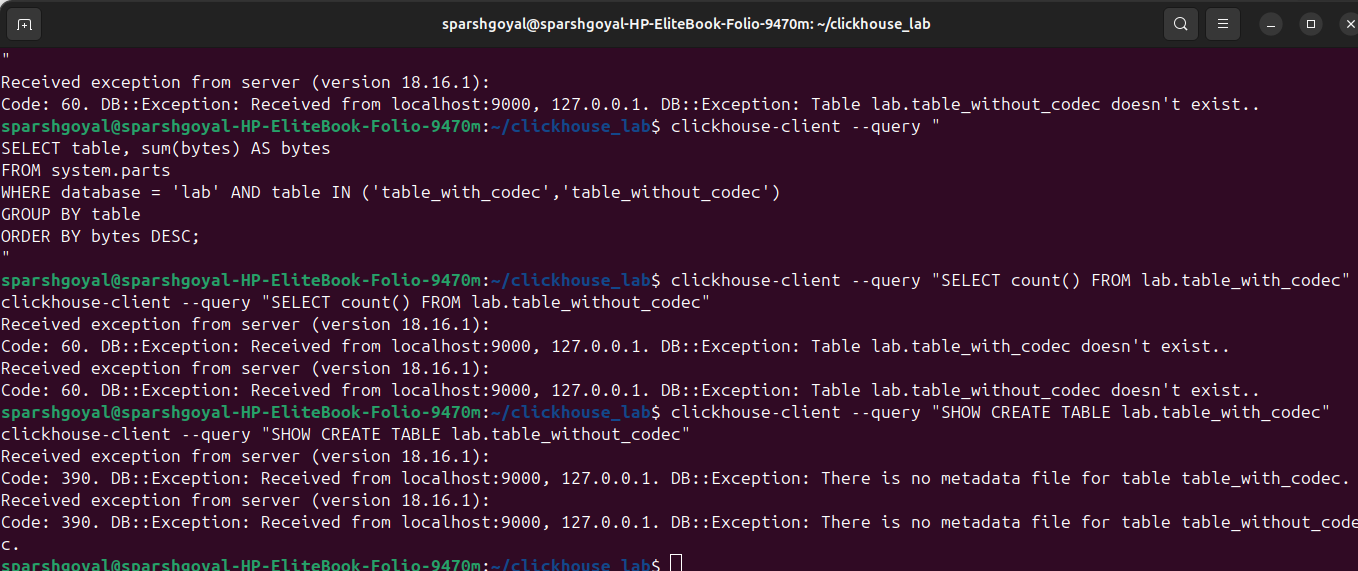 sparshgoyal@sparshgoyal-HP-EliteBook-Folio-9470m: ~/clickhouse_lab
"
Received exception from server (version 18.16.1):
Code: 60. DB::Exception: Received from localhost:9000, 127.0.0.1. DB::Exception: Table lab.table_without_codec doesn't exist..
sparshgoyal@sparshgoyal-HP-EliteBook-Folio-9470m:~/clickhouse_lab$ clickhouse-client --query "
SELECT table, sum(bytes) AS bytes
FROM system.parts
WHERE database = 'lab' AND table IN ('table_with_codec','table_without_codec')
GROUP BY table
ORDER BY bytes DESC;
"
sparshgoyal@sparshgoyal-HP-EliteBook-Folio-9470m:~/clickhouse_lab$ clickhouse-client --query "SELECT count() FROM lab.table_with_codec"
clickhouse-client --query "SELECT count() FROM lab.table_without_codec"
Received exception from server (version 18.16.1):
Code: 60. DB::Exception: Received from localhost:9000, 127.0.0.1. DB::Exception: Table lab.table_with_codec doesn't exist..
Received exception from server (version 18.16.1):
Code: 60. DB::Exception: Received from localhost:9000, 127.0.0.1. DB::Exception: Table lab.table_without_codec doesn't exist..
sparshgoyal@sparshgoyal-HP-EliteBook-Folio-9470m:~/clickhouse_lab$ clickhouse-client --query "SHOW CREATE TABLE lab.table_with_codec"
clickhouse-client --query "SHOW CREATE TABLE lab.table_without_codec"
Received exception from server (version 18.16.1):
Code: 390. DB::Exception: Received from localhost:9000, 127.0.0.1. DB::Exception: There is no metadata file for table table_with_codec.
Received exception from server (version 18.16.1):
Code: 390. DB::Exception: Received from localhost:9000, 127.0.0.1. DB::Exception: There is no metadata file for table table_without_code
c.
sparshgoyal@sparshgoyal-HP-EliteBook-Folio-9470m:~/clickhouse_lab$